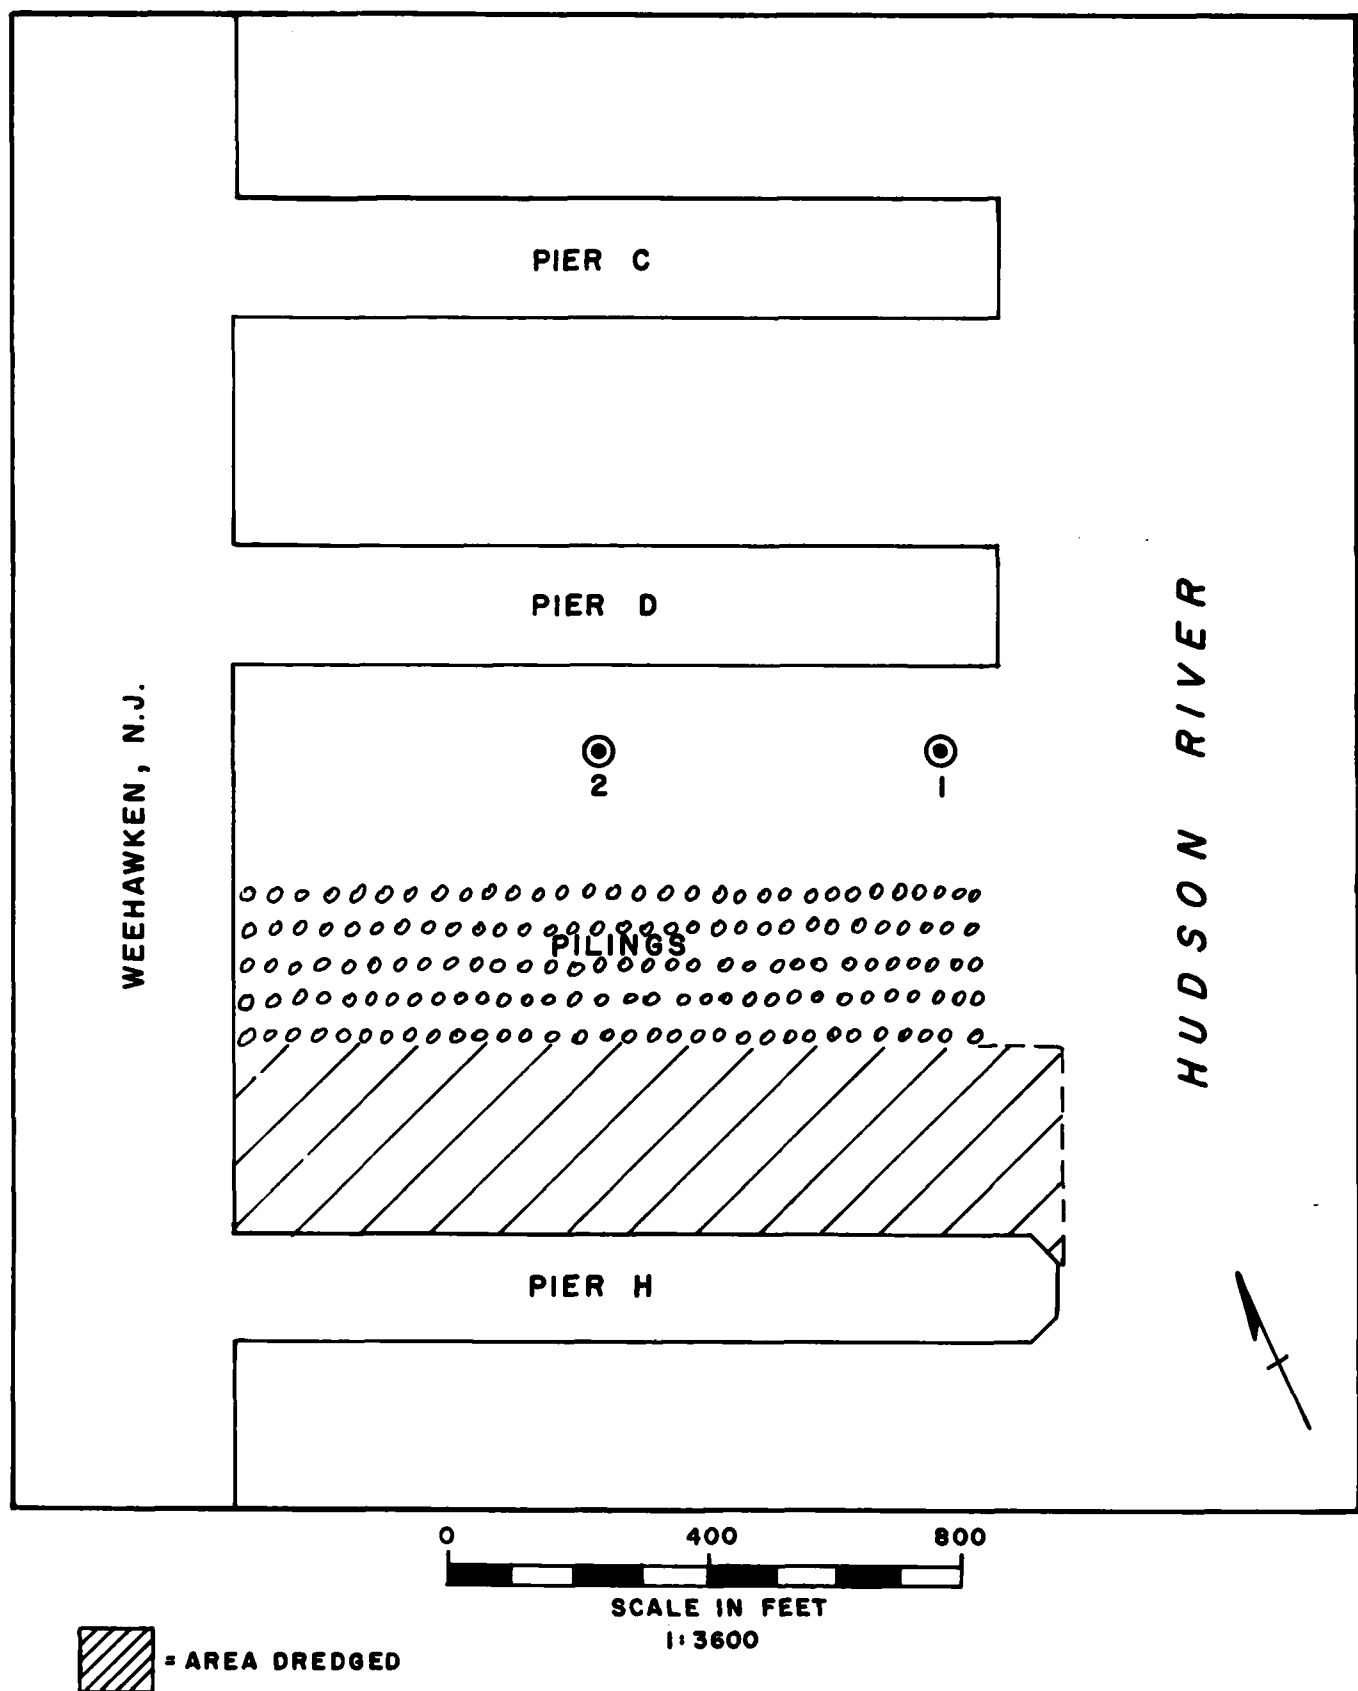 PIER C
PIER D
WEEHAWKEN, N.J.
2
1
HUDSON RIVER
PILINGS
PIER H
0 400 800
SCALE IN FEET
1:3600
= AREA DREDGED